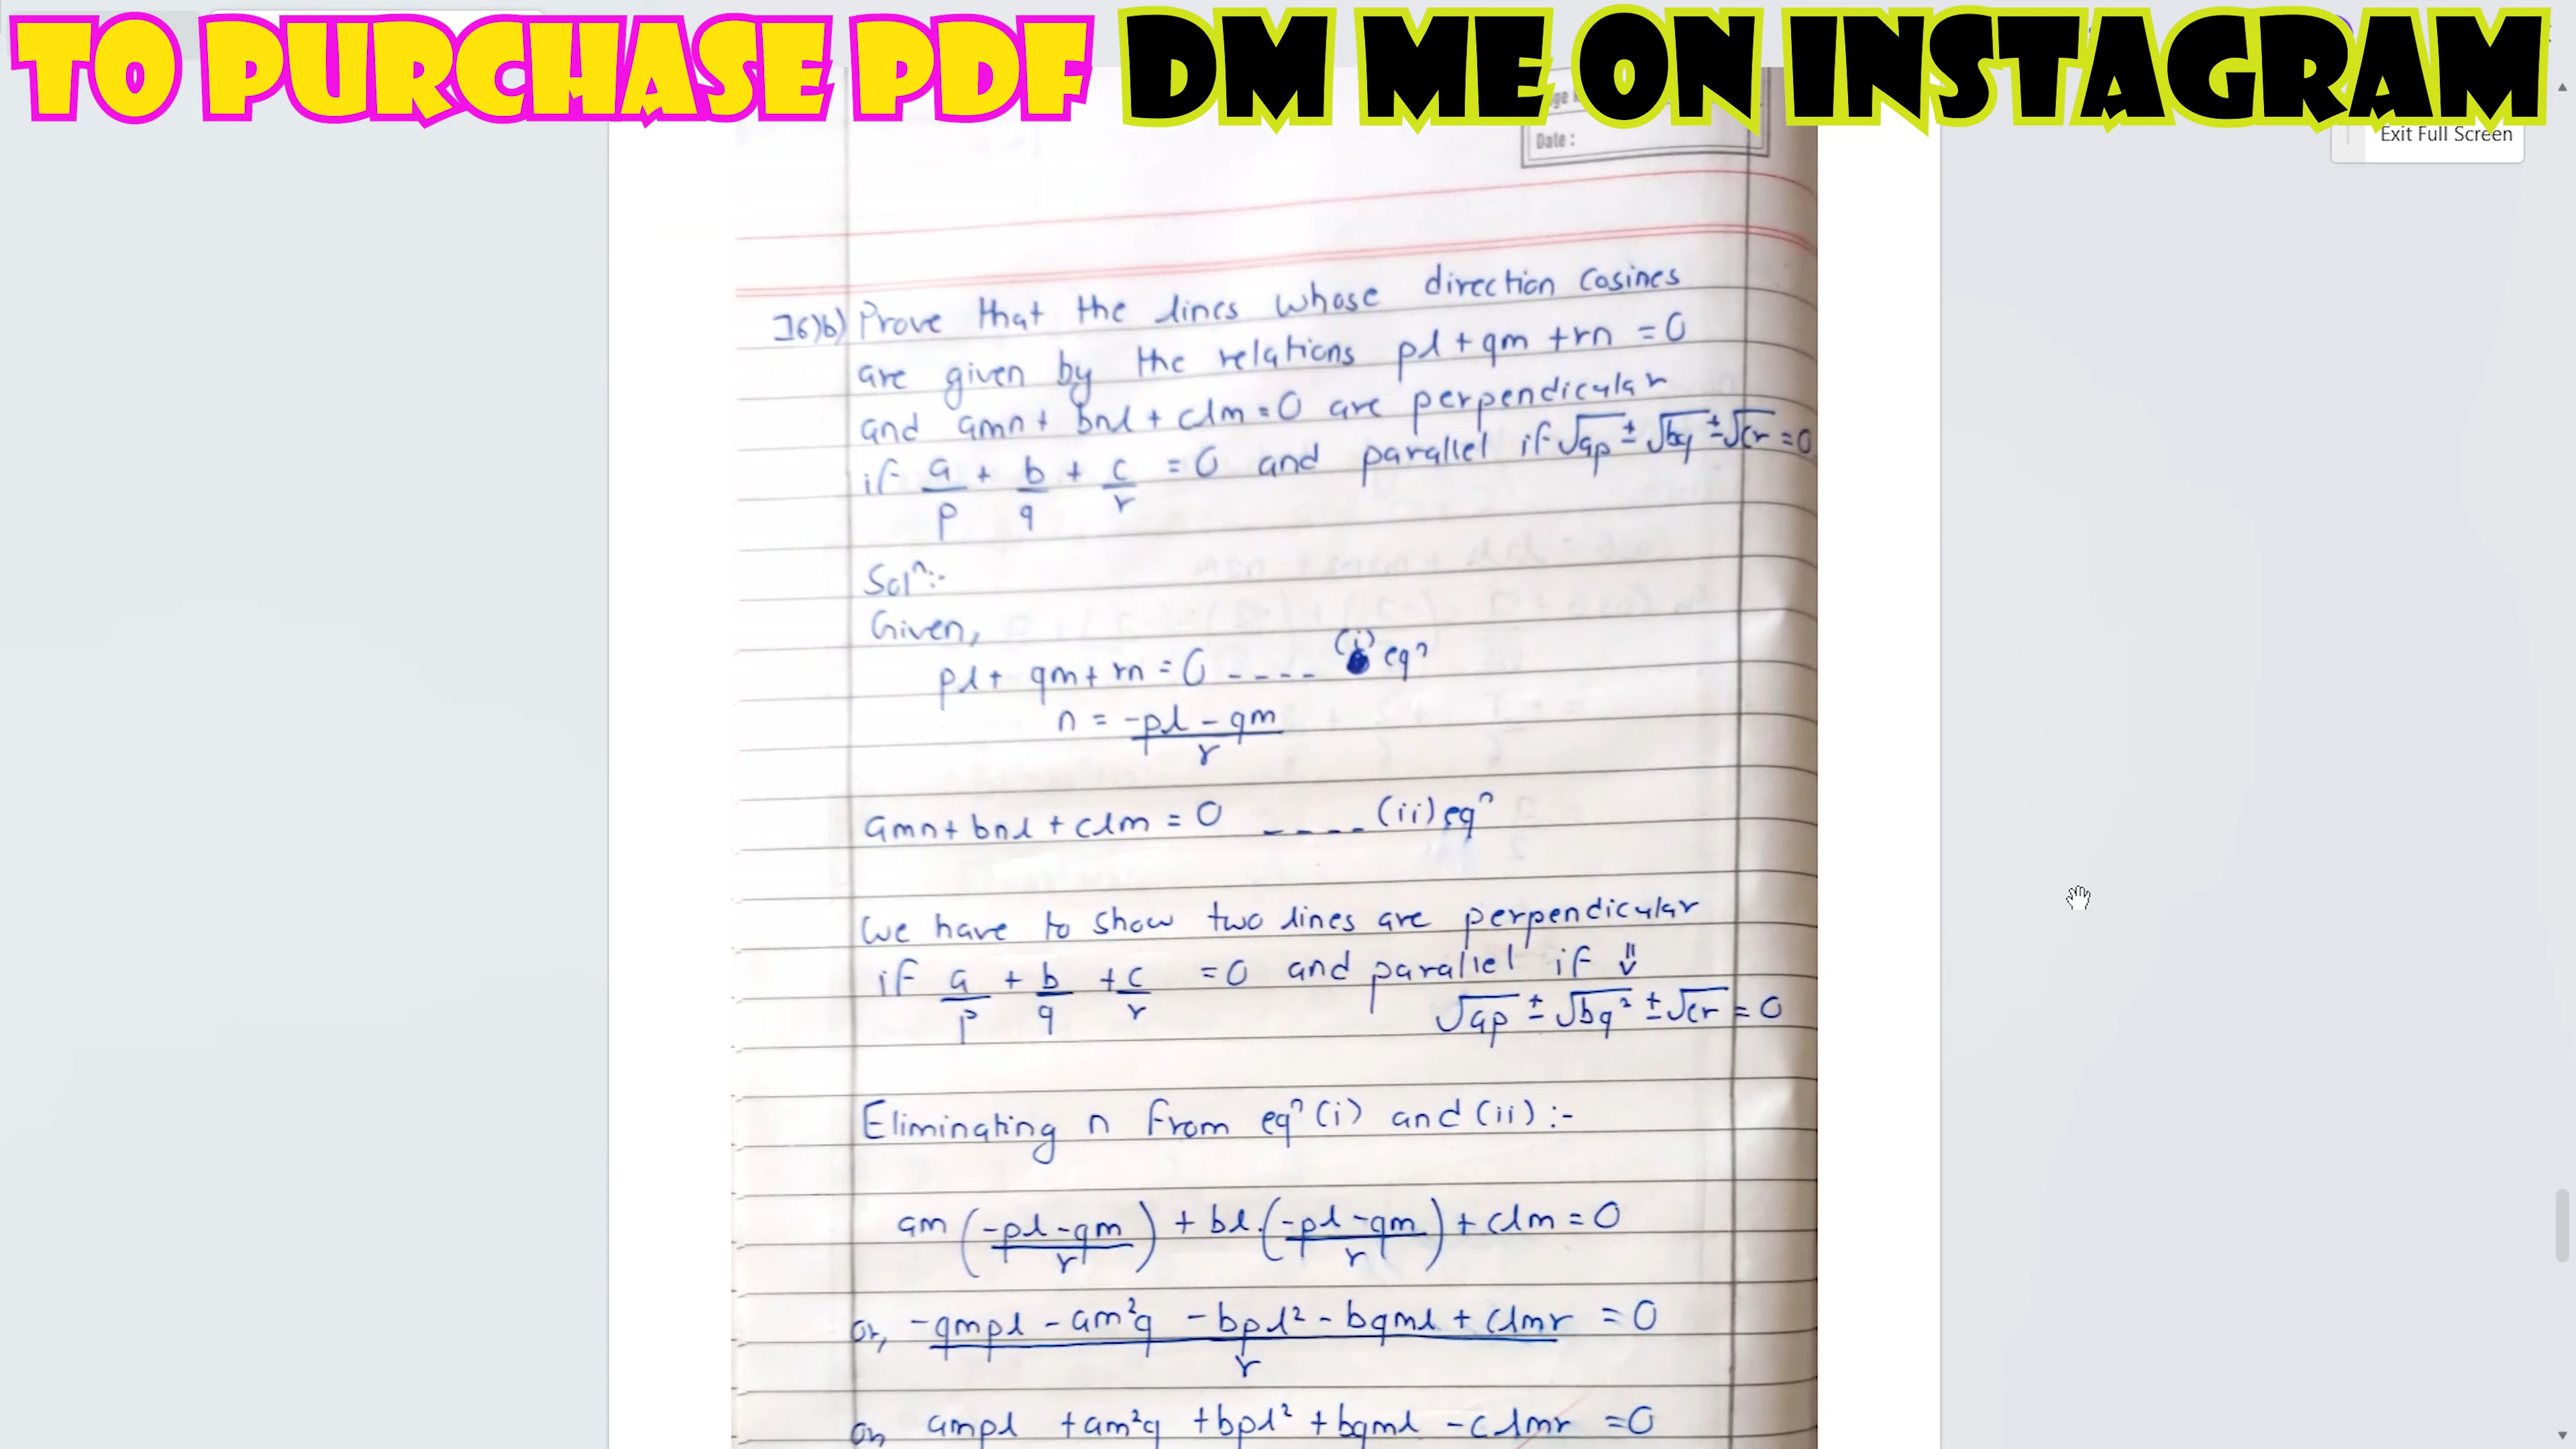 TO PURCHASE PDF DM ME ON INSTAGRAM
Exit Full Screen
Date :
16)b) Prove that the lines whose direction cosines
are given by the relations pl + qm + rn = 0
and amn + bnl + clm = 0 are perpendicular
if a/p + b/q + c/r = 0 and parallel if √ap ± √bq ± √cr = 0
Solⁿ:-
Given,
pl + qm + rn = 0 ---- (i) eqⁿ
n = -pl - qm / r
amn + bnl + clm = 0 ---- (ii) eqⁿ
We have to show two lines are perpendicular
if a/p + b/q + c/r = 0 and parallel if ⇓
√ap ± √bq ± √cr = 0
Eliminating n from eqⁿ (i) and (ii) :-
am (-pl - qm / r) + bl. (-pl - qm / r) + clm = 0
or, -ampl - am²q - bpl² - bqml + clmr / r = 0
or, ampl + am²q + bpl² + bqml - clmr = 0